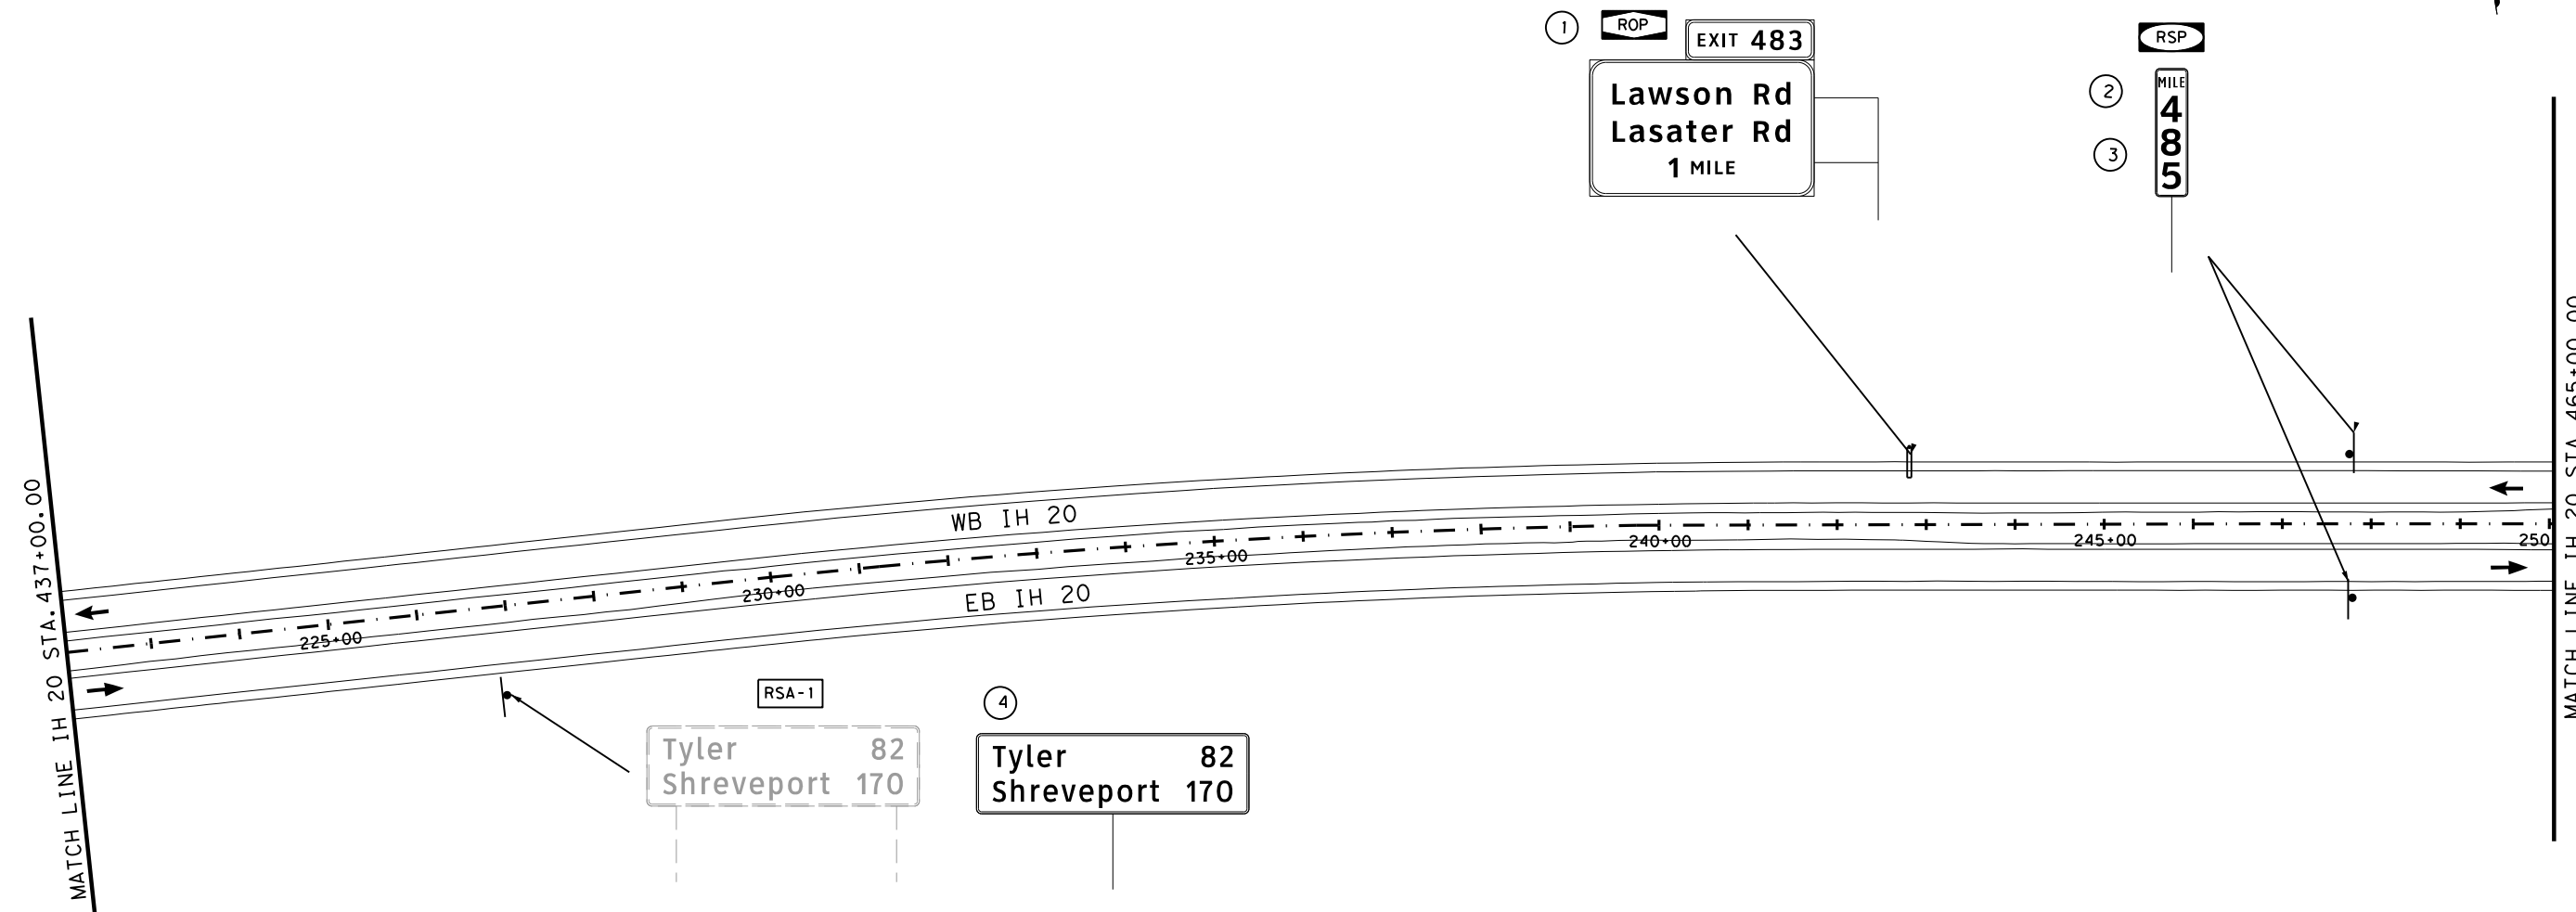 1
ROP
EXIT 483
Lawson Rd
Lasater Rd
1 MILE
RSP
2
3
MILE
4
8
5
MATCH LINE IH 20 STA.437+00.00
MATCH LINE IH 20 STA 465+00 00
WB IH 20
EB IH 20
225+00
230+00
235+00
240+00
245+00
250
RSA-1
Tyler 82
Shreveport 170
4
Tyler 82
Shreveport 170